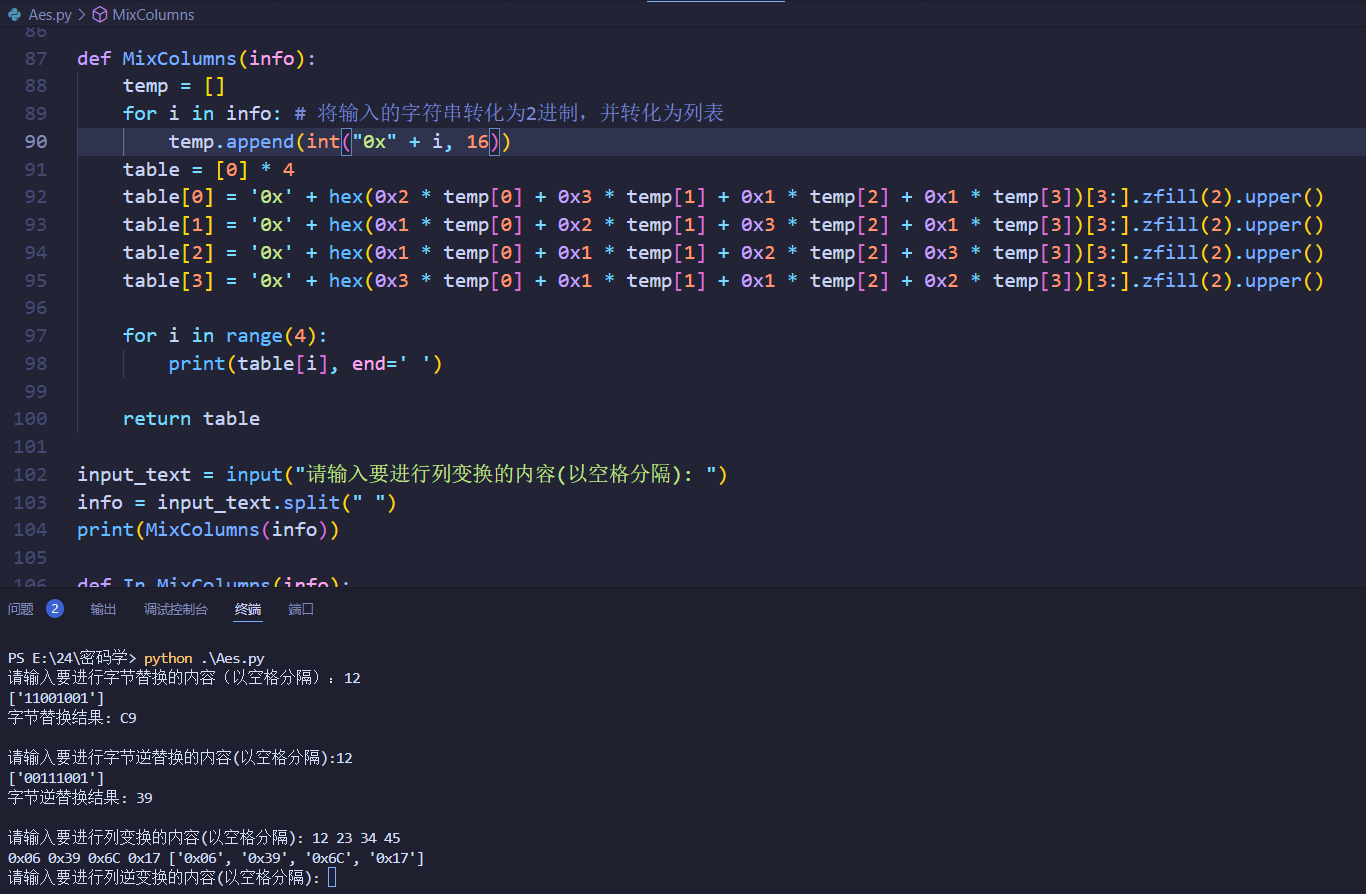 Aes.py > MixColumns
86
87 def MixColumns(info):
88     temp = []
89     for i in info: # 将输入的字符串转化为2进制，并转化为列表
90         temp.append(int("0x" + i, 16))
91     table = [0] * 4
92     table[0] = '0x' + hex(0x2 * temp[0] + 0x3 * temp[1] + 0x1 * temp[2] + 0x1 * temp[3])[3:].zfill(2).upper()
93     table[1] = '0x' + hex(0x1 * temp[0] + 0x2 * temp[1] + 0x3 * temp[2] + 0x1 * temp[3])[3:].zfill(2).upper()
94     table[2] = '0x' + hex(0x1 * temp[0] + 0x1 * temp[1] + 0x2 * temp[2] + 0x3 * temp[3])[3:].zfill(2).upper()
95     table[3] = '0x' + hex(0x3 * temp[0] + 0x1 * temp[1] + 0x1 * temp[2] + 0x2 * temp[3])[3:].zfill(2).upper()
96
97     for i in range(4):
98         print(table[i], end=' ')
99
100     return table
101
102 input_text = input("请输入要进行列变换的内容(以空格分隔): ")
103 info = input_text.split(" ")
104 print(MixColumns(info))
105
106 def In_MixColumns(info):
问题 2 输出 调试控制台 终端 端口
PS E:\24\密码学> python .\Aes.py
请输入要进行字节替换的内容（以空格分隔）：12
['11001001']
字节替换结果: C9
请输入要进行字节逆替换的内容(以空格分隔):12
['00111001']
字节逆替换结果: 39
请输入要进行列变换的内容(以空格分隔): 12 23 34 45
0x06 0x39 0x6C 0x17 ['0x06', '0x39', '0x6C', '0x17']
请输入要进行列逆变换的内容(以空格分隔):